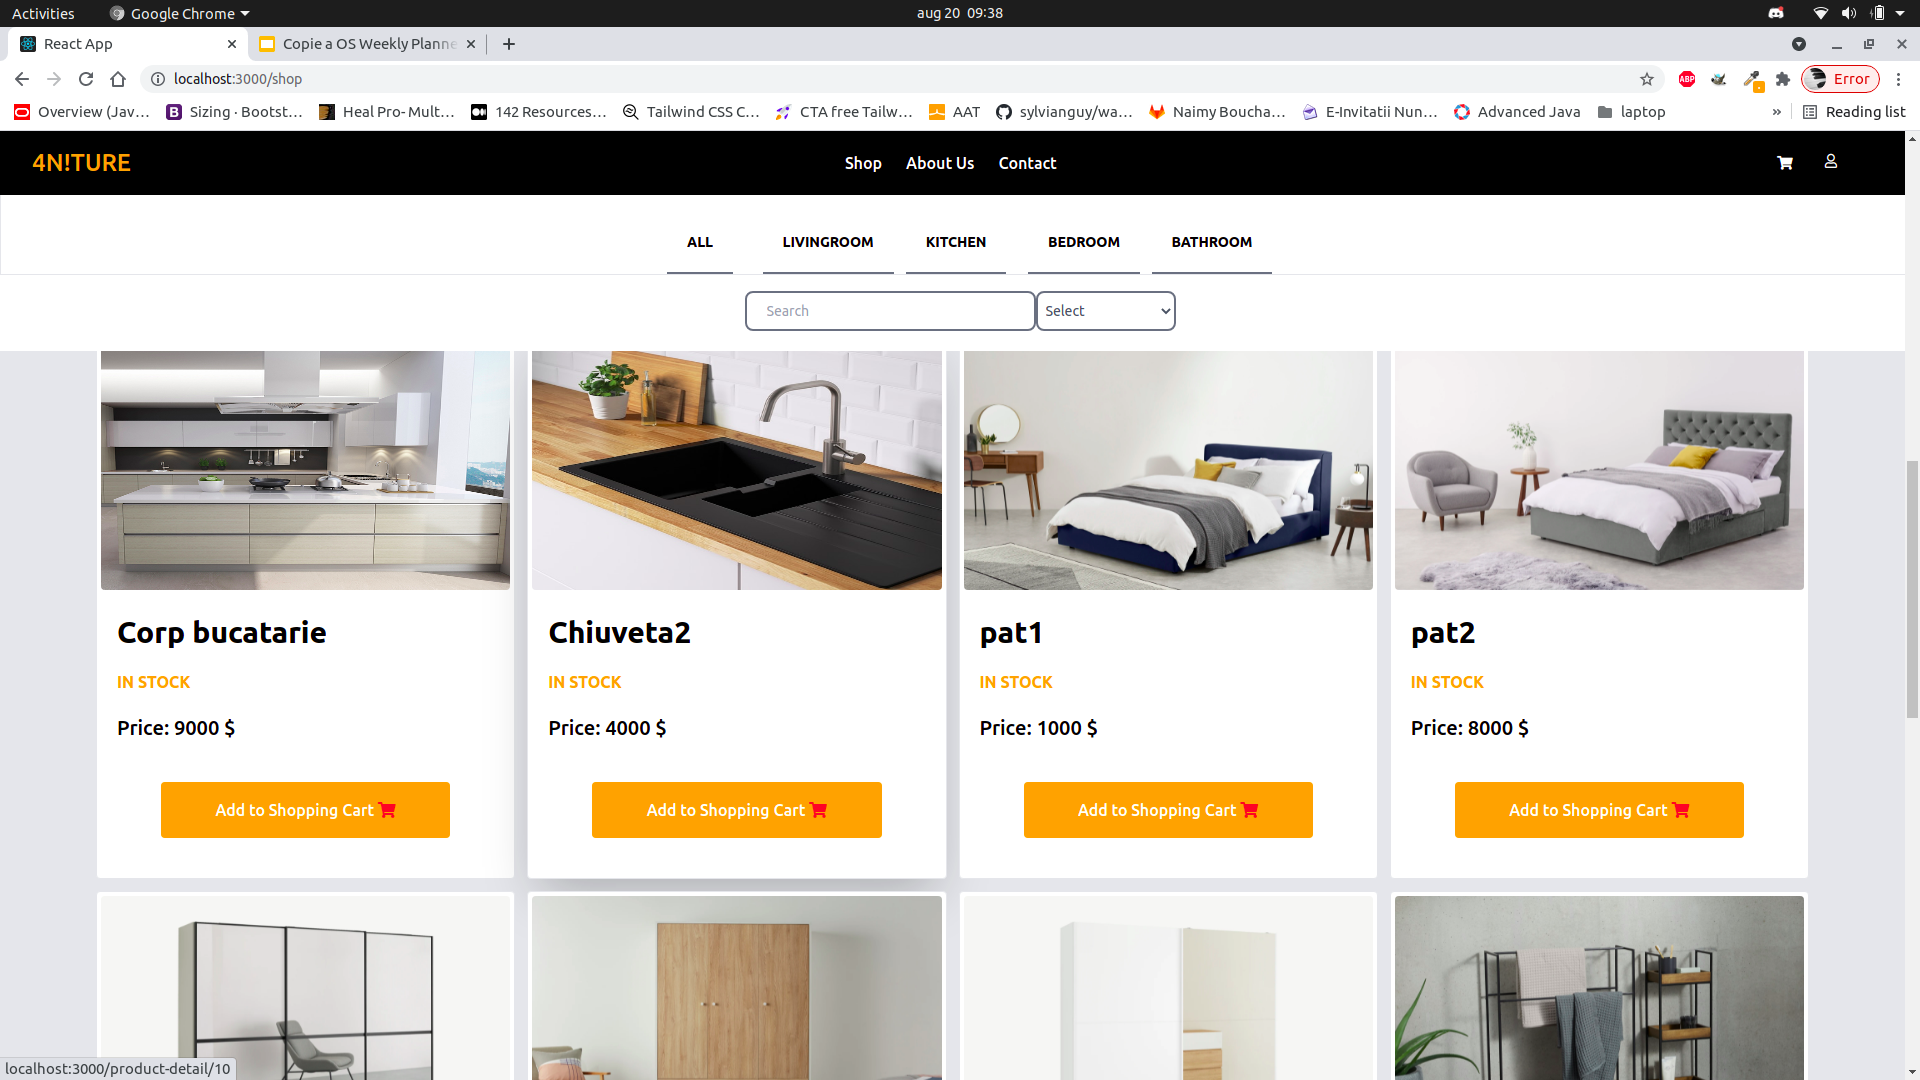 Activities Google Chrome aug 20 09:38
React App Copie a OS Weekly Planne
localhost:3000/shop ABP Error
Overview (Jav… Sizing · Bootst… Heal Pro- Mult… 142 Resources… Tailwind CSS C… CTA free Tailw… AAT sylvianguy/wa… Naimy Boucha… E-Invitatii Nun… Advanced Java laptop » Reading list
4N!TURE Shop About Us Contact
ALL LIVINGROOM KITCHEN BEDROOM BATHROOM
Search Select
Corp bucatarie Chiuveta2 pat1 pat2
IN STOCK IN STOCK IN STOCK IN STOCK
Price: 9000 $ Price: 4000 $ Price: 1000 $ Price: 8000 $
Add to Shopping Cart Add to Shopping Cart Add to Shopping Cart Add to Shopping Cart
localhost:3000/product-detail/10